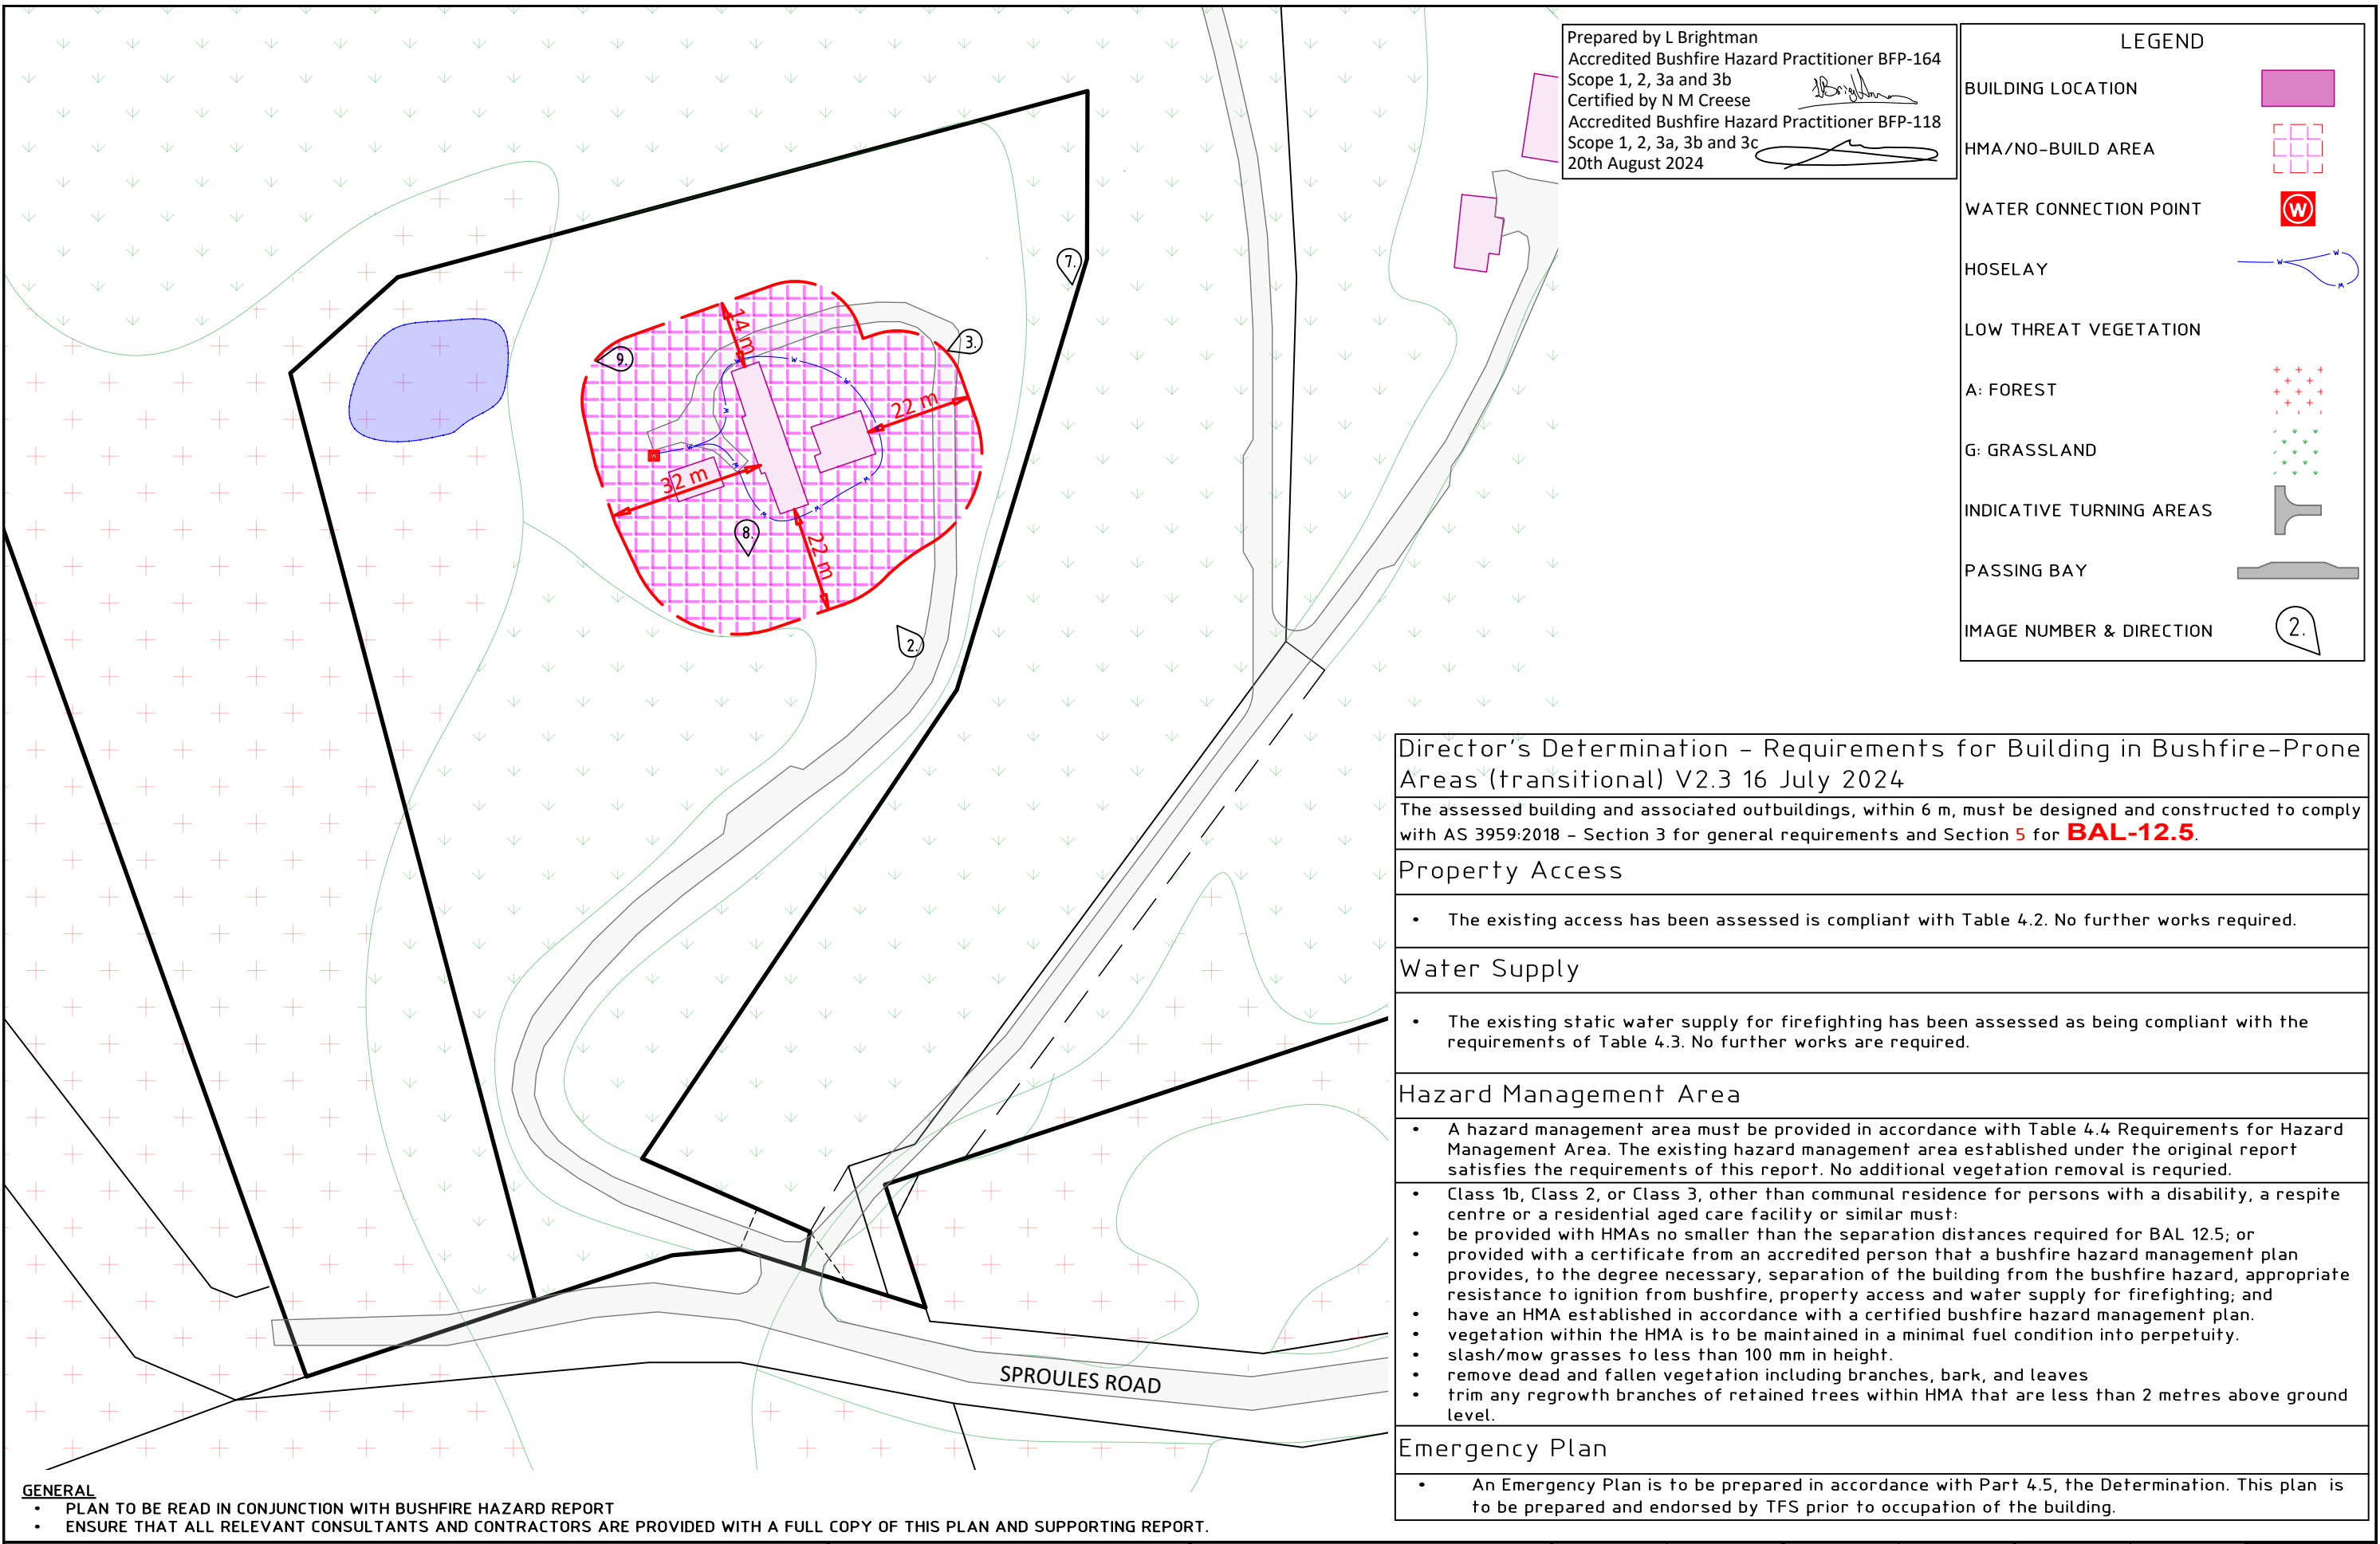 Prepared by L Brightman
Accredited Bushfire Hazard Practitioner BFP-164
Scope 1, 2, 3a and 3b
Certified by N M Creese
Accredited Bushfire Hazard Practitioner BFP-118
Scope 1, 2, 3a, 3b and 3c
20th August 2024
LEGEND
BUILDING LOCATION
HMA/NO-BUILD AREA
WATER CONNECTION POINT
W
HOSELAY
W W W
LOW THREAT VEGETATION
A: FOREST
G: GRASSLAND
INDICATIVE TURNING AREAS
PASSING BAY
IMAGE NUMBER & DIRECTION
2.
7.
3.
9.
14 m
22 m
32 m
8.
22 m
2.
W
SPROULES ROAD
Director's Determination - Requirements for Building in Bushfire-Prone
Areas (transitional) V2.3 16 July 2024
The assessed building and associated outbuildings, within 6 m, must be designed and constructed to comply
with AS 3959:2018 - Section 3 for general requirements and Section 5 for BAL-12.5.
Property Access
• The existing access has been assessed is compliant with Table 4.2. No further works required.
Water Supply
• The existing static water supply for firefighting has been assessed as being compliant with the
requirements of Table 4.3. No further works are required.
Hazard Management Area
• A hazard management area must be provided in accordance with Table 4.4 Requirements for Hazard
Management Area. The existing hazard management area established under the original report
satisfies the requirements of this report. No additional vegetation removal is requried.
• Class 1b, Class 2, or Class 3, other than communal residence for persons with a disability, a respite
centre or a residential aged care facility or similar must:
• be provided with HMAs no smaller than the separation distances required for BAL 12.5; or
• provided with a certificate from an accredited person that a bushfire hazard management plan
provides, to the degree necessary, separation of the building from the bushfire hazard, appropriate
resistance to ignition from bushfire, property access and water supply for firefighting; and
• have an HMA established in accordance with a certified bushfire hazard management plan.
• vegetation within the HMA is to be maintained in a minimal fuel condition into perpetuity.
• slash/mow grasses to less than 100 mm in height.
• remove dead and fallen vegetation including branches, bark, and leaves
• trim any regrowth branches of retained trees within HMA that are less than 2 metres above ground
level.
Emergency Plan
• An Emergency Plan is to be prepared in accordance with Part 4.5, the Determination. This plan is
to be prepared and endorsed by TFS prior to occupation of the building.
GENERAL
• PLAN TO BE READ IN CONJUNCTION WITH BUSHFIRE HAZARD REPORT
• ENSURE THAT ALL RELEVANT CONSULTANTS AND CONTRACTORS ARE PROVIDED WITH A FULL COPY OF THIS PLAN AND SUPPORTING REPORT.